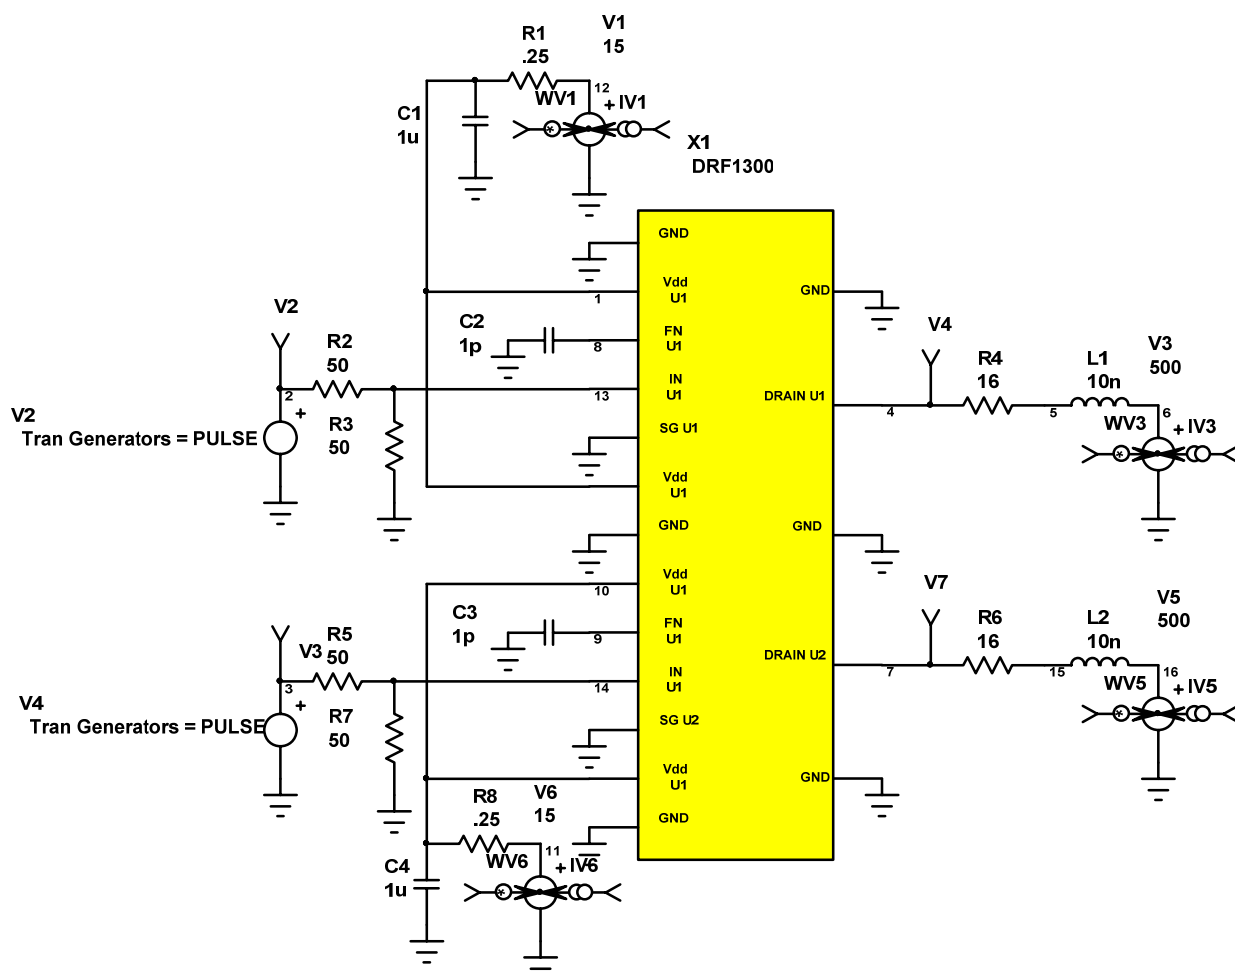 V1
15
R1
.25
12
WV1
+ IV1
C1
1u
X1
DRF1300
GND
Vdd
U1
1
GND
V2
C2
1p
FN
U1
8
V4
R2
50
V3
500
R4
16
L1
10n
IN
U1
13
2
DRAIN U1
4
5
6
V2
+
Tran Generators = PULSE
R3
50
SG U1
WV3
+ IV3
Vdd
U1
GND
GND
Vdd
U1
10
C3
1p
FN
U1
9
V7
V5
500
R6
16
L2
10n
R5
50
V3
DRAIN U2
7
15
16
IN
U1
14
3
V4
+
Tran Generators = PULSE
R7
50
SG U2
WV5
+ IV5
Vdd
U1
GND
R8
.25
V6
15
GND
11
WV6
+ IV6
C4
1u